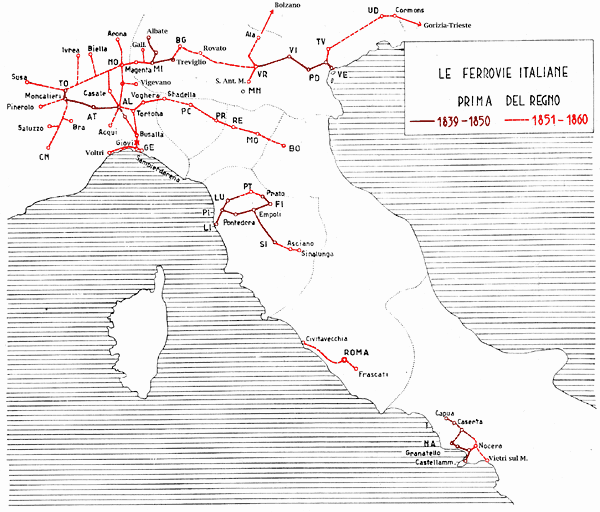 Bolzano
UD
Cormons
Gorizia-Trieste
Arona
Albate
Gall.
BG
Rovato
Ala
VI
TV
Ivrea
Biella
NO
Magenta
MI
Treviglio
VR
PD
VE
Susa
TO
Vigevano
S. Ant. M.
MN
Moncalieri
Casale
Voghera
Stradella
Pinerolo
AT
AL
Tortona
PC
PR
RE
MO
BO
Saluzzo
Bra
Acqui
Busalla
Giovi
GE
CN
Voltri
Sampierdarena
LE FERROVIE ITALIANE
PRIMA DEL REGNO
1839-1850
1851-1860
PT
Prato
LU
FI
PI
Empoli
LI
Pontedera
SI
Asciano
Sinalunga
Civitavecchia
ROMA
Frascati
Capua
Caserta
NA
Nocera
Granatello
Castellamm.
Vietri sul M.